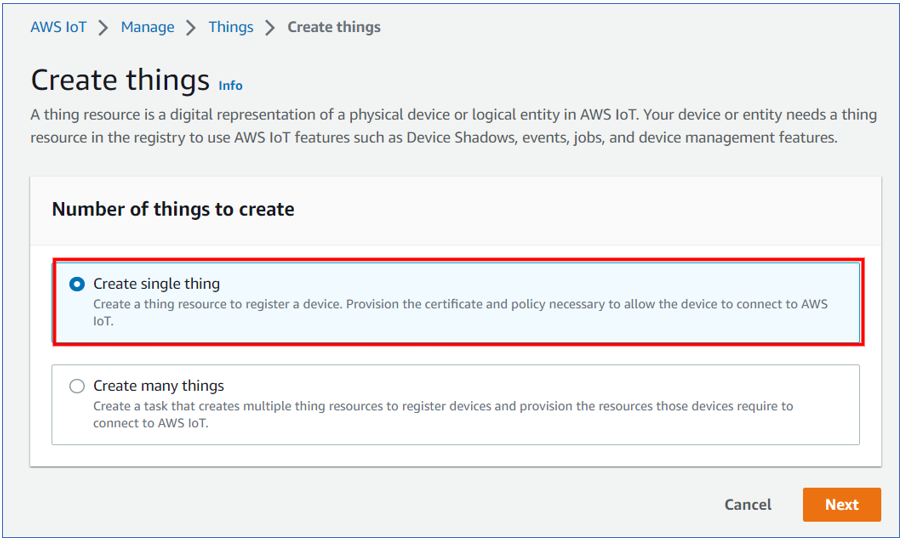 AWS IoT > Manage > Things > Create things
Create things Info
A thing resource is a digital representation of a physical device or logical entity in AWS IoT. Your device or entity needs a thing
resource in the registry to use AWS IoT features such as Device Shadows, events, jobs, and device management features.
Number of things to create
Create single thing
Create a thing resource to register a device. Provision the certificate and policy necessary to allow the device to connect to AWS
IoT.
Create many things
Create a task that creates multiple thing resources to register devices and provision the resources those devices require to
connect to AWS IoT.
Cancel Next